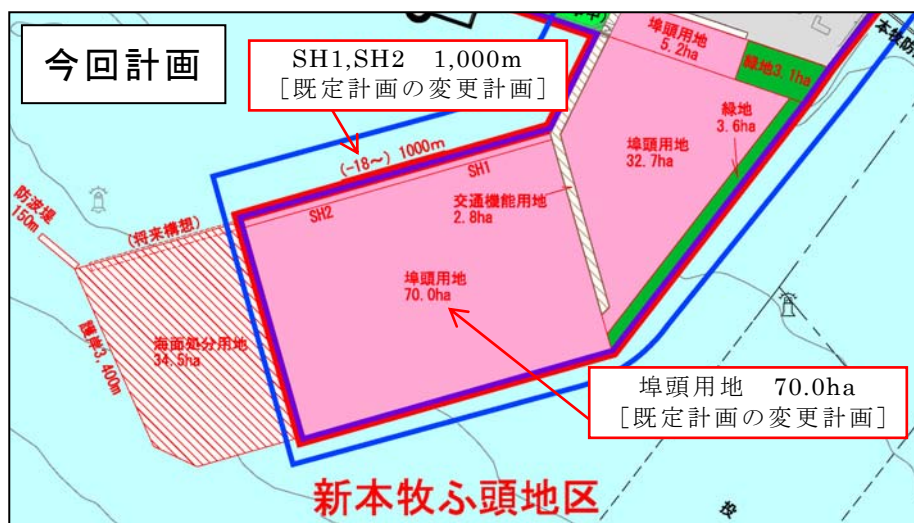 今回計画
SH1,SH2 1,000m
[既定計画の変更計画]
埠頭用地
5.2ha
緑地3.1ha
緑地
3.6ha
埠頭用地
32.7ha
(-18~) 1000m
SH1
SH2
交通機能用地
2.8ha
防波堤
150m
(将来構想)
埠頭用地
70.0ha
海面処分用地
34.5ha
護岸3,400m
埠頭用地 70.0ha
[既定計画の変更計画]
新本牧ふ頭地区
投